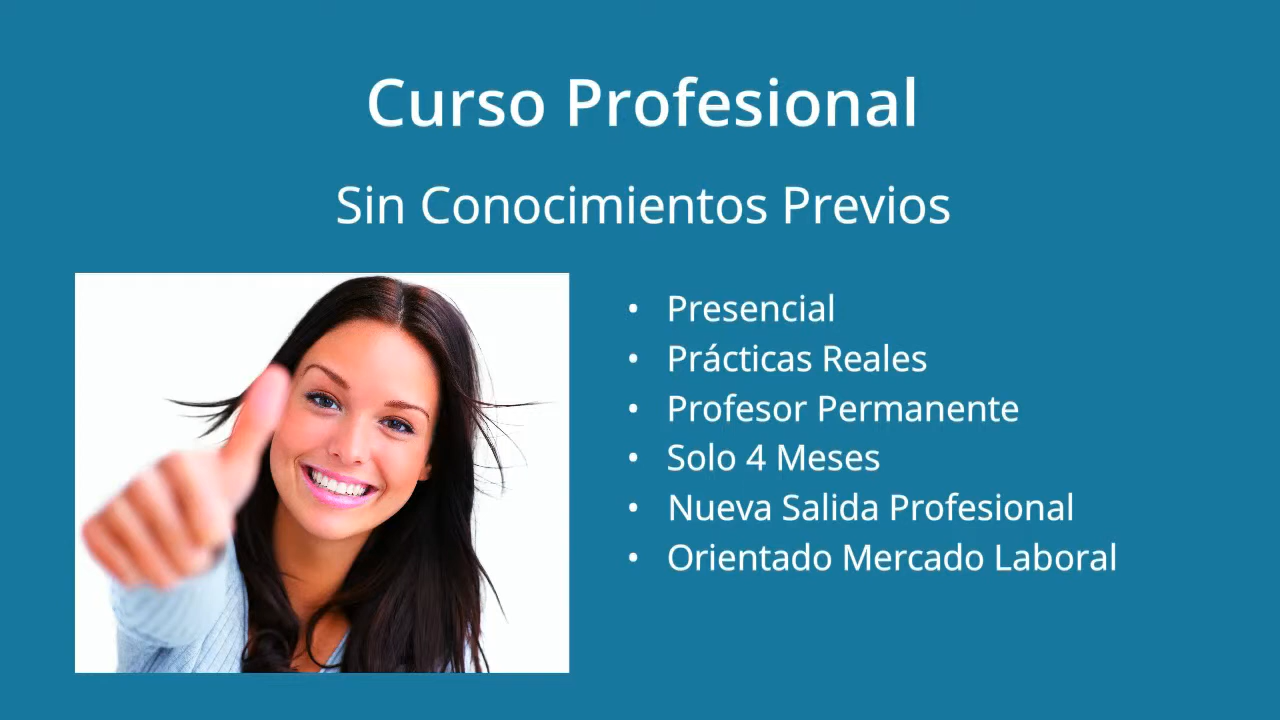 Curso Profesional
Sin Conocimientos Previos
• Presencial
• Prácticas Reales
• Profesor Permanente
• Solo 4 Meses
• Nueva Salida Profesional
• Orientado Mercado Laboral